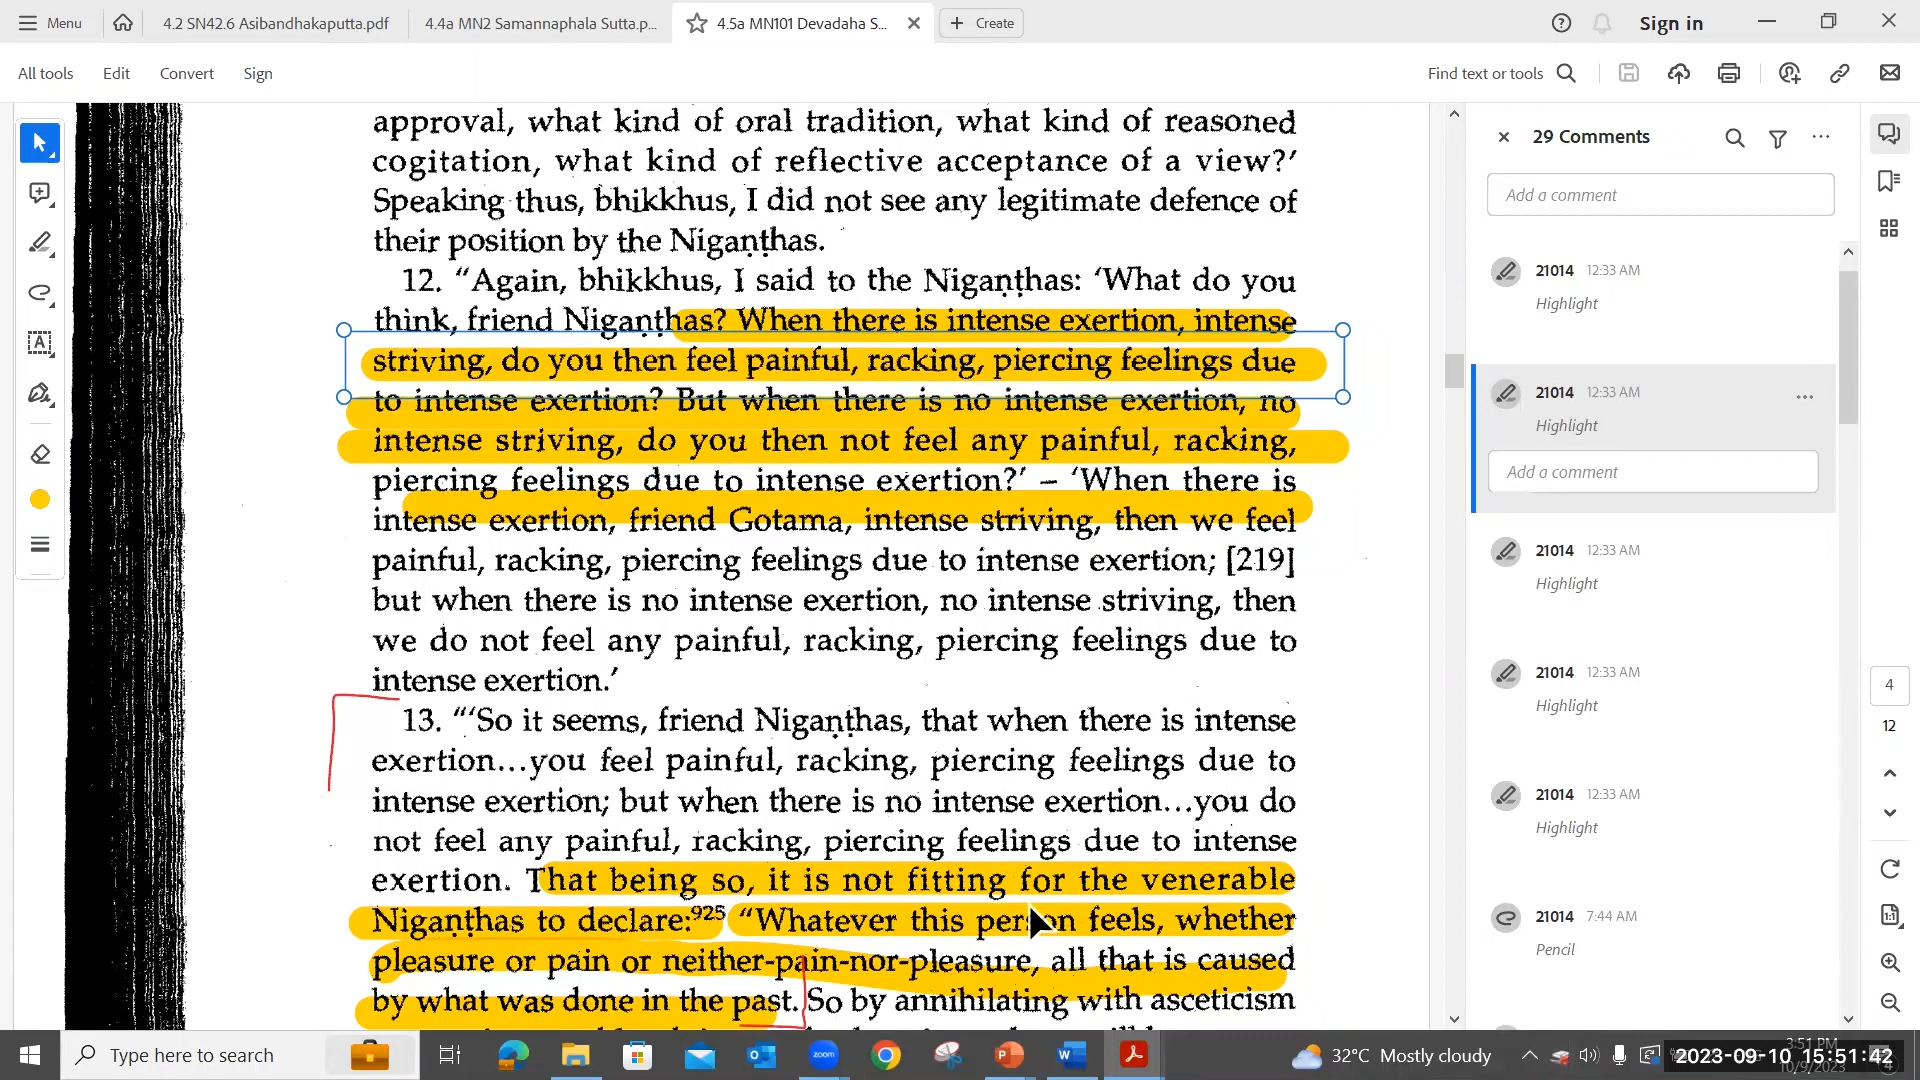 Menu
4.2 SN42.6 Asibandhakaputta.pdf
4.4a MN2 Samannaphala Sutta.p...
4.5a MN101 Devadaha S...
Create
Sign in
All tools
Edit
Convert
Sign
Find text or tools
approval, what kind of oral tradition, what kind of reasoned
cogitation, what kind of reflective acceptance of a view?’
Speaking thus, bhikkhus, I did not see any legitimate defence of
their position by the Nigaṇṭhas.
12. “Again, bhikkhus, I said to the Nigaṇṭhas: ‘What do you
think, friend Nigaṇṭhas? When there is intense exertion, intense
striving, do you then feel painful, racking, piercing feelings due
to intense exertion? But when there is no intense exertion, no
intense striving, do you then not feel any painful, racking,
piercing feelings due to intense exertion?’ – ‘When there is
intense exertion, friend Gotama, intense striving, then we feel
painful, racking, piercing feelings due to intense exertion; [219]
but when there is no intense exertion, no intense striving, then
we do not feel any painful, racking, piercing feelings due to
intense exertion.’
13. “‘So it seems, friend Nigaṇṭhas, that when there is intense
exertion...you feel painful, racking, piercing feelings due to
intense exertion; but when there is no intense exertion...you do
not feel any painful, racking, piercing feelings due to intense
exertion. That being so, it is not fitting for the venerable
Nigaṇṭhas to declare:925 “Whatever this person feels, whether
pleasure or pain or neither-pain-nor-pleasure, all that is caused
by what was done in the past. So by annihilating with asceticism
29 Comments
Add a comment
21014 12:33 AM
Highlight
21014 12:33 AM
Highlight
Add a comment
21014 12:33 AM
Highlight
21014 12:33 AM
Highlight
21014 12:33 AM
Highlight
21014 7:44 AM
Pencil
4
12
Type here to search
zoom
32°C Mostly cloudy
3:51 PM
10/9/2023
2023-09-10 15:51:42